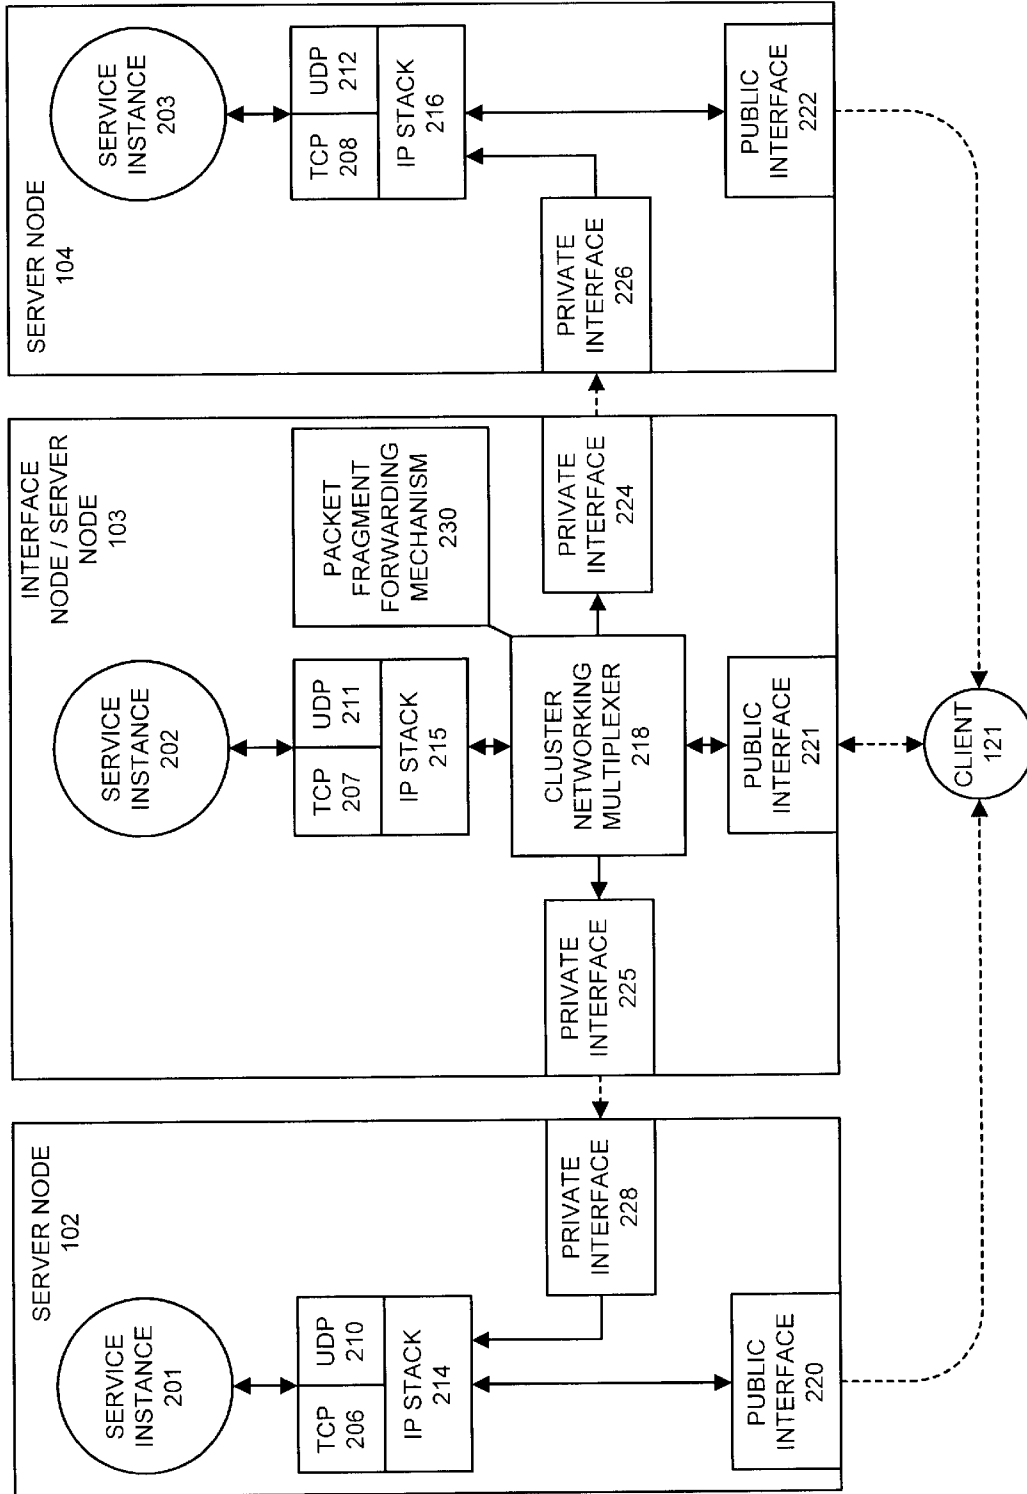 SERVER NODE
102
SERVICE
INSTANCE
201
TCP
206
UDP
210
IP STACK
214
PRIVATE
INTERFACE
228
PUBLIC
INTERFACE
220
INTERFACE
NODE / SERVER
NODE
103
SERVICE
INSTANCE
202
TCP
207
UDP
211
IP STACK
215
PACKET
FRAGMENT
FORWARDING
MECHANISM
230
CLUSTER
NETWORKING
MULTIPLEXER
218
PRIVATE
INTERFACE
225
PRIVATE
INTERFACE
224
PUBLIC
INTERFACE
221
SERVER NODE
104
SERVICE
INSTANCE
203
TCP
208
UDP
212
IP STACK
216
PRIVATE
INTERFACE
226
PUBLIC
INTERFACE
222
CLIENT
121